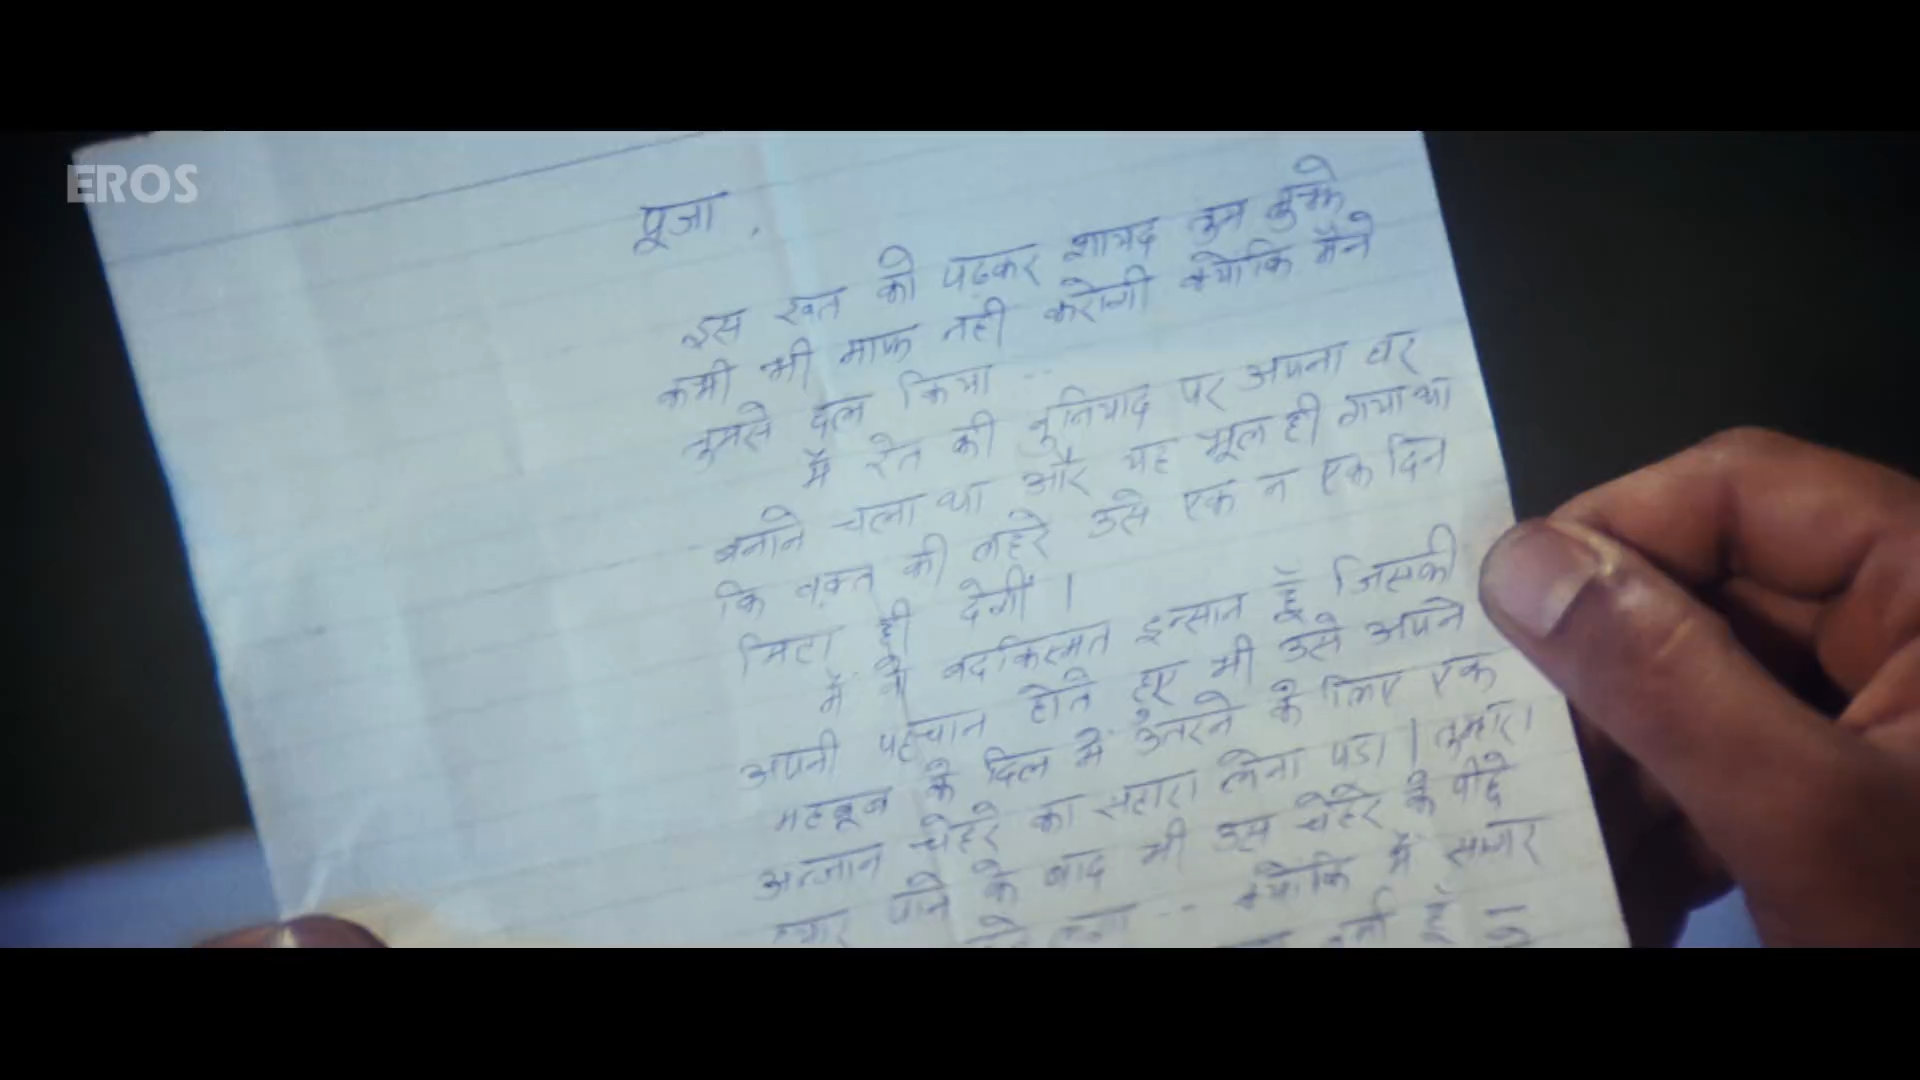 EROS
पूजा,
इस खत को पढकर शायद तुम मुझे
कभी भी माफ नही करोगी क्योकि मैने
तुमसे छल किया --
मैं रेत की बुनियाद पर अपना घर
बनाने चला था और यह भूल ही गया था
कि वक़्त की लहरे उसे एक न एक दिन
मिटा ही देगीं।
मैं वो बदकिस्मत इन्सान हूँ जिसकी
अपनी पहचान होते हुए भी उसे अपने
महबूब के दिल मे उतरने के लिए एक
अन्जान चेहरे का सहारा लेना पडा। तुम्हारा
प्यार पाने के बाद भी उस चेहरे के पीछे
-- क्योकि मैं सागर
हूँ